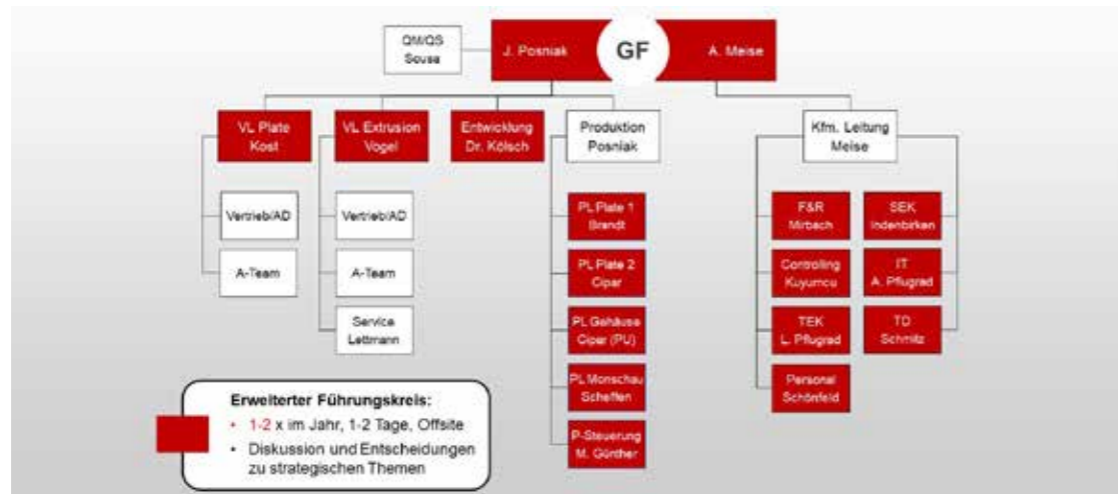 QM/QS
Sousa
J. Posniak
GF
A. Meise
VL Plate
Kost
VL Extrusion
Vogel
Entwicklung
Dr. Kölsch
Produktion
Posniak
Kfm. Leitung
Meise
Vertrieb/AD
A-Team
Vertrieb/AD
A-Team
Service
Lettmann
PL Plate 1
Brandt
PL Plate 2
Cipar
PL Gehäuse
Cipar (PU)
PL Monschau
Scheffen
P-Steuerung
M. Günther
F&R
Mirbach
Controling
Kuyumcu
TEK
L. Pflugrad
Personal
Schönfeld
SEK
Indenbirken
IT
A. Pflugrad
TD
Schmitz
Erweiterter Führungskreis:
• 1-2 x im Jahr, 1-2 Tage, Offsite
• Diskussion und Entscheidungen
zu strategischen Themen